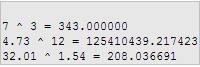 7 ^ 3 = 343.000000
4.73 ^ 12 = 125410439.217423
32.01 ^ 1.54 = 208.036691